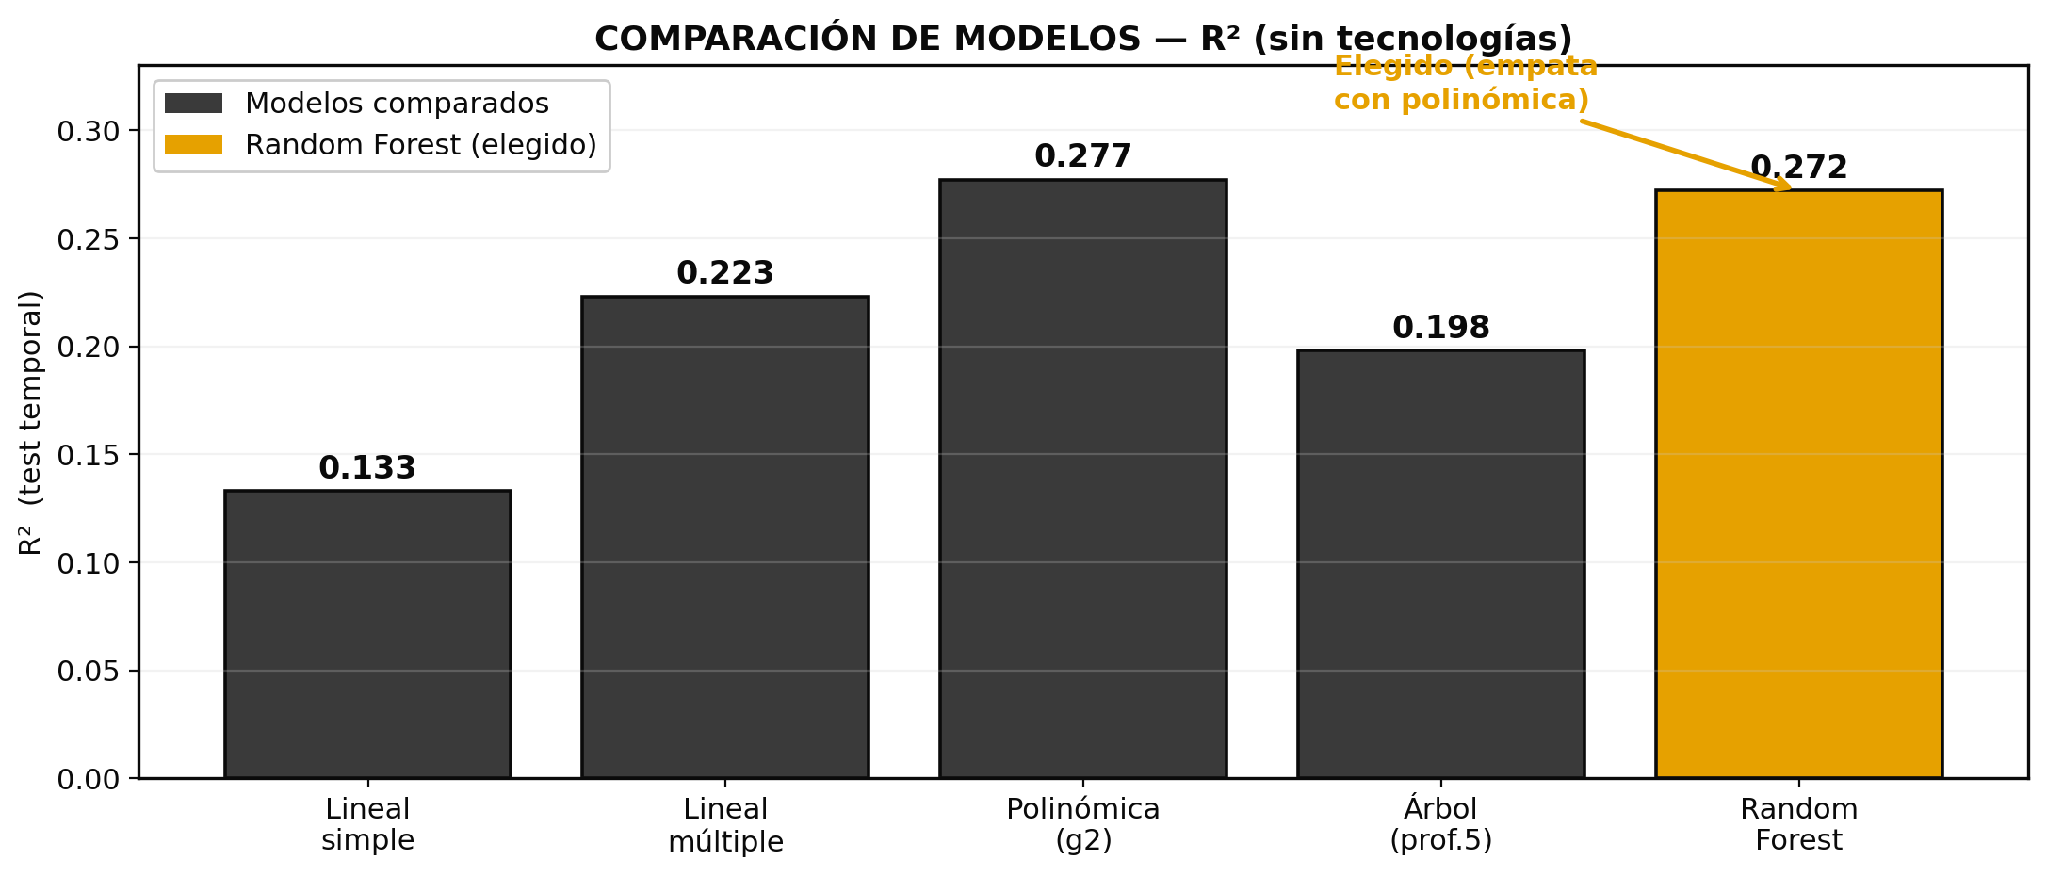 COMPARACIÓN DE MODELOS — R² (sin tecnologías)
Elegido (empata
con polinómica)
Modelos comparados
Random Forest (elegido)
R² (test temporal)
0.30
0.25
0.20
0.15
0.10
0.05
0.00
0.133
0.223
0.277
0.198
0.272
Lineal
simple
Lineal
múltiple
Polinómica
(g2)
Árbol
(prof.5)
Random
Forest